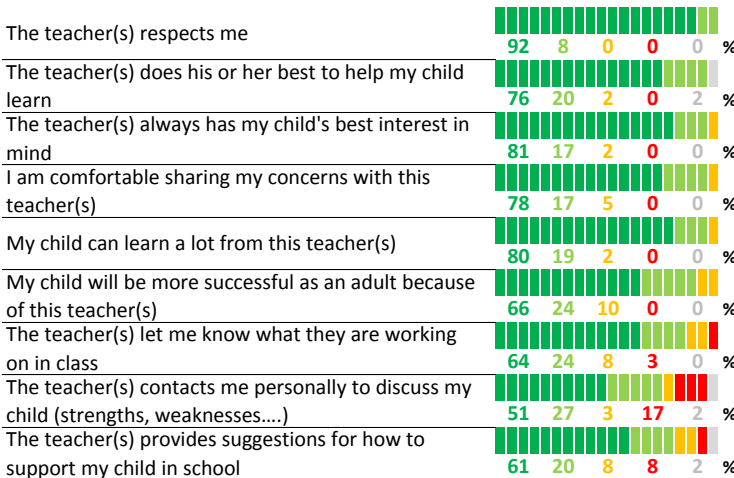 The teacher(s) respects me
92 8 0 0 0 %
The teacher(s) does his or her best to help my child
learn
76 20 2 0 2 %
The teacher(s) always has my child's best interest in
mind
81 17 2 0 0 %
I am comfortable sharing my concerns with this
teacher(s)
78 17 5 0 0 %
My child can learn a lot from this teacher(s)
80 19 2 0 0 %
My child will be more successful as an adult because
of this teacher(s)
66 24 10 0 0 %
The teacher(s) let me know what they are working
on in class
64 24 8 3 0 %
The teacher(s) contacts me personally to discuss my
child (strengths, weaknesses....)
51 27 3 17 2 %
The teacher(s) provides suggestions for how to
support my child in school
61 20 8 8 2 %